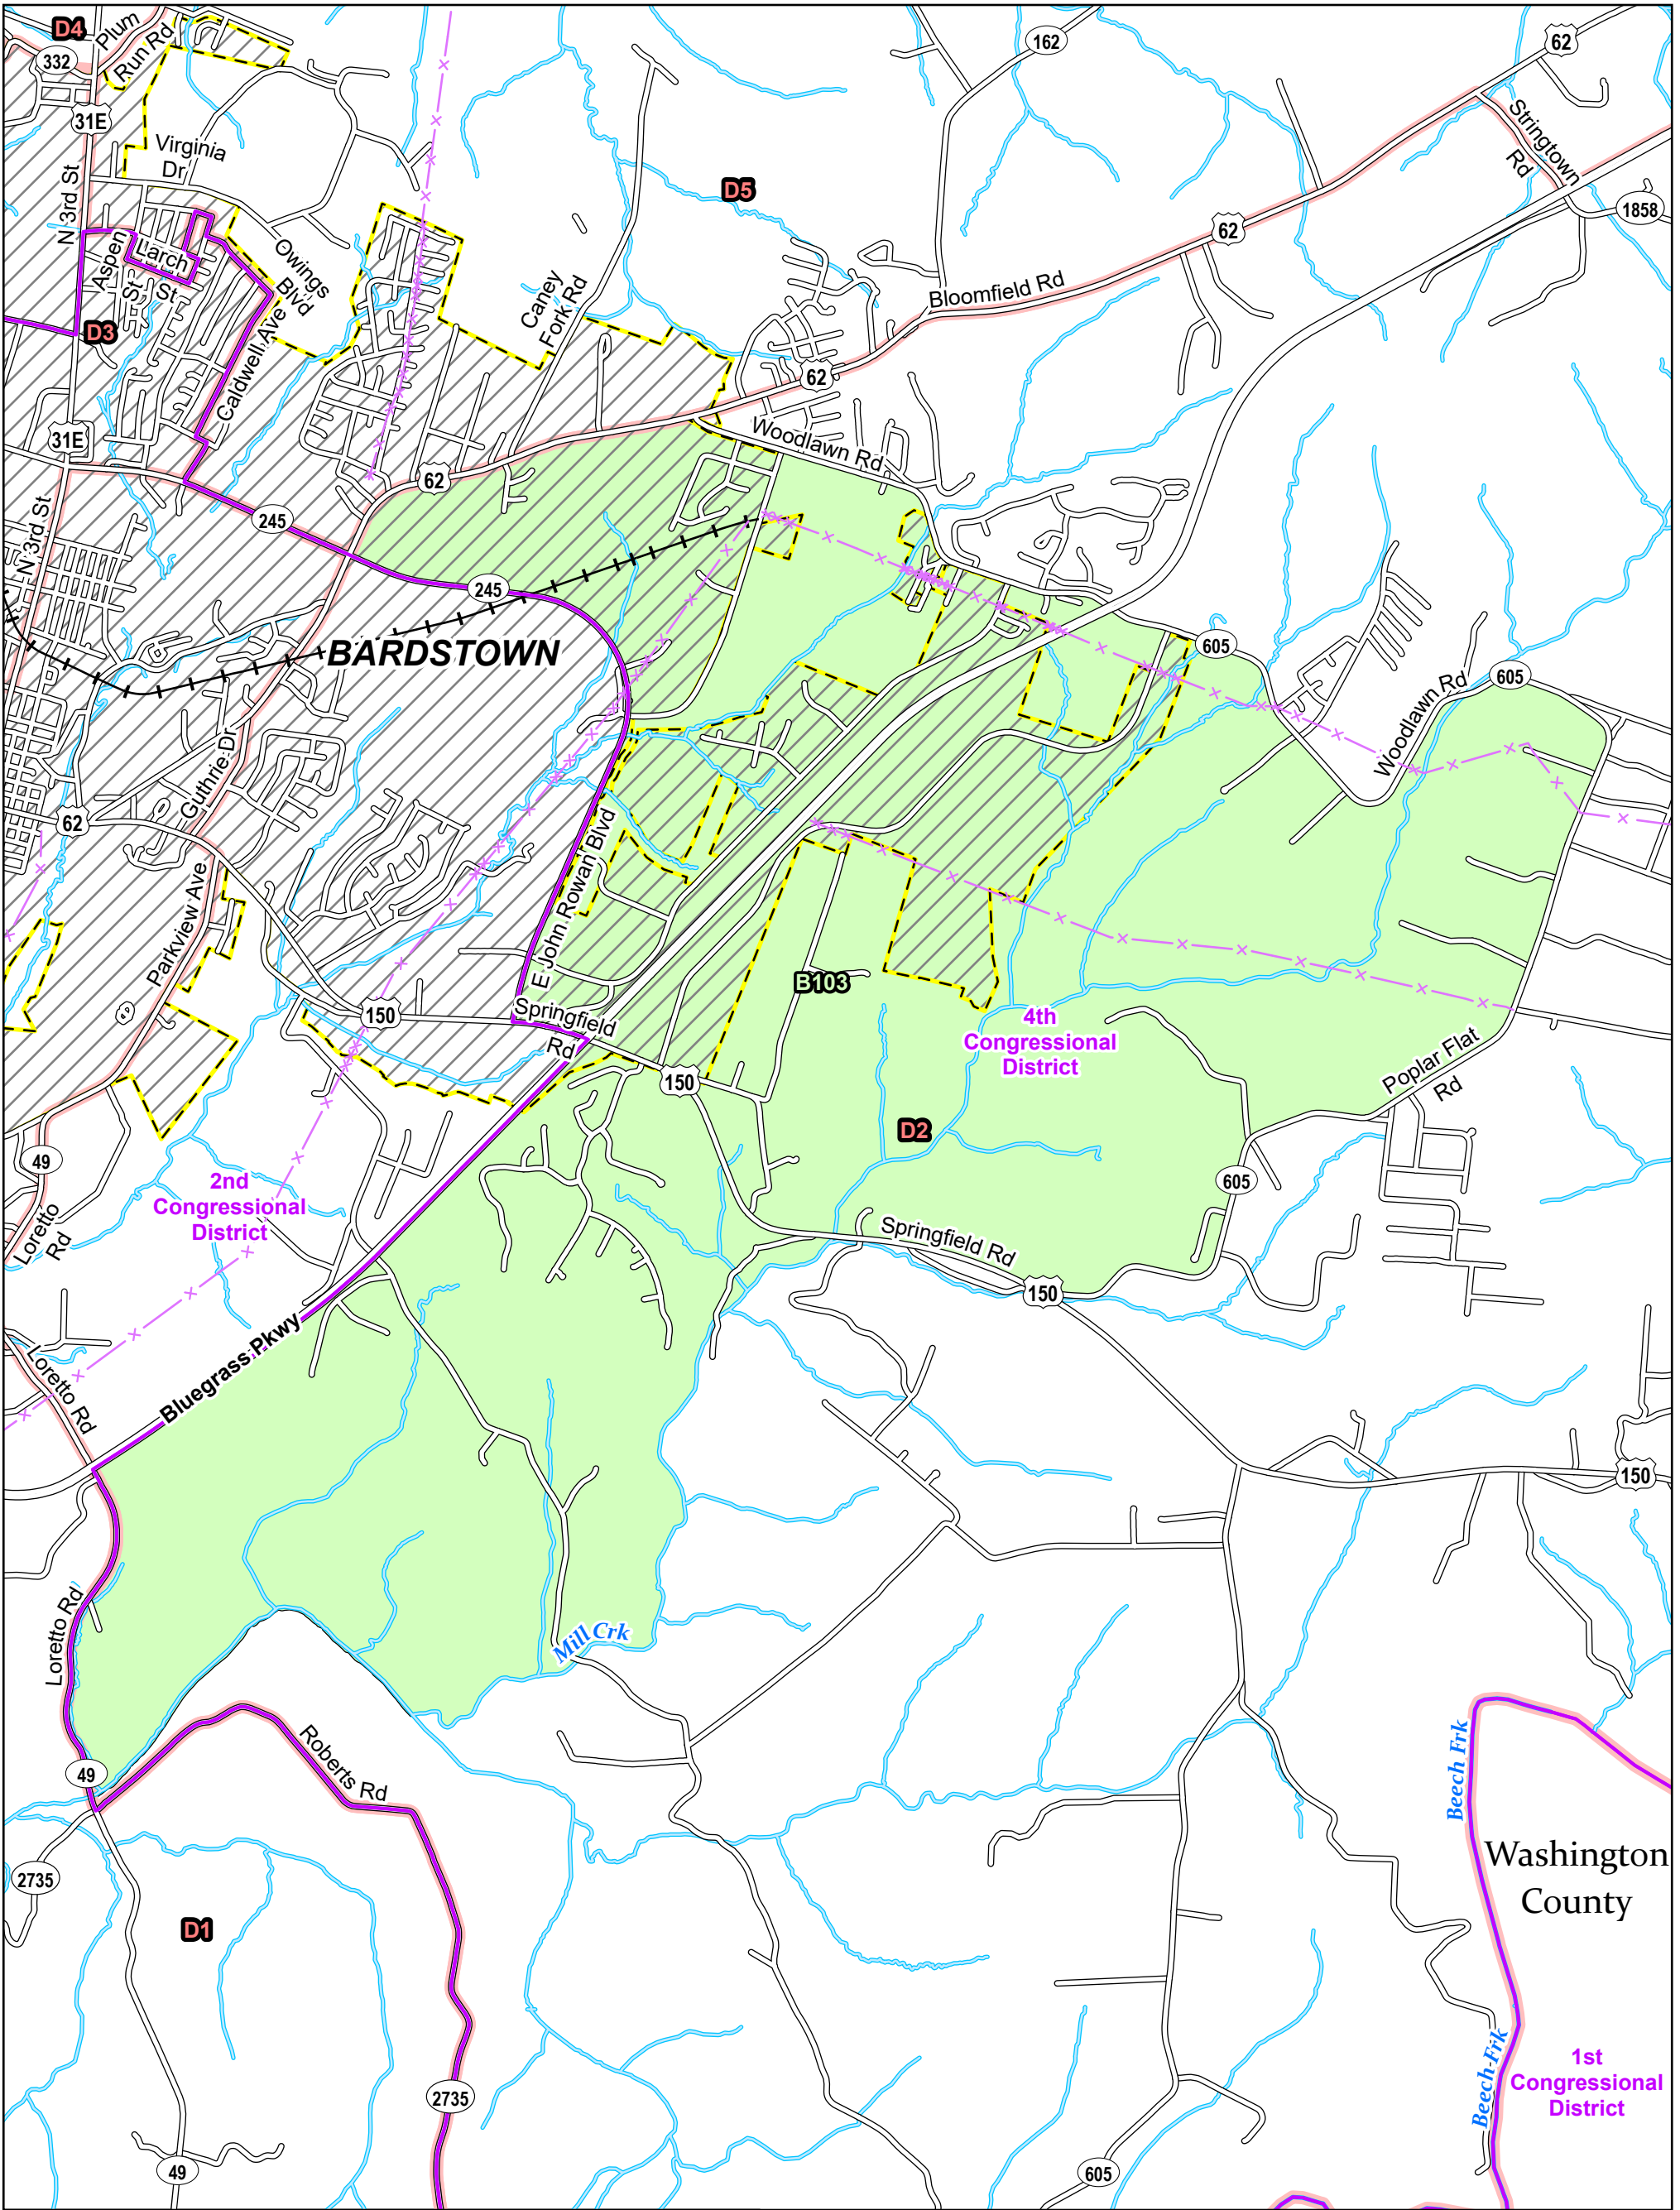 D4
Plum
Run Rd
332
31E
162
62
Stringtown
Rd
1858
Virginia
Dr
N 3rd St
D5
62
Aspen
St
Larch
St
Owings
Blvd
Caney
Fork Rd
Bloomfield Rd
D3
Caldwell Ave
62
31E
Woodlawn Rd
62
N 3rd St
245
245
BARDSTOWN
605
605
Woodlawn Rd
Guthrie Dr
62
E John Rowan Blvd
Parkview Ave
B103
150
Springfield
Rd
4th
Congressional
District
150
Poplar Flat
Rd
D2
49
2nd
Congressional
District
605
Loretto
Rd
Springfield Rd
150
Bluegrass Pkwy
Loretto Rd
150
Loretto Rd
Mill Crk
Roberts Rd
49
Beech Frk
Washington
County
2735
D1
Beech Frk
1st
Congressional
District
2735
49
605